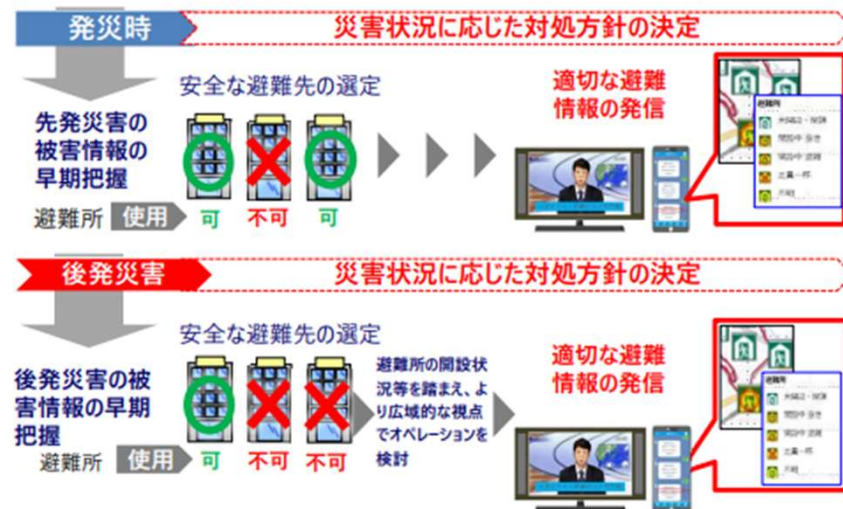 発災時
災害状況に応じた対処方針の決定
先発災害の
被害情報の
早期把握
安全な避難先の選定
避難所 使用 可 不可 可
適切な避難
情報の発信
避難所
後発災害
災害状況に応じた対処方針の決定
後発災害の被
害情報の早期
把握
安全な避難先の選定
避難所 使用 可 不可 不可
避難所の開設状
況等を踏まえ、よ
り広域的な視点
でオペレーションを
検討
適切な避難
情報の発信
避難所